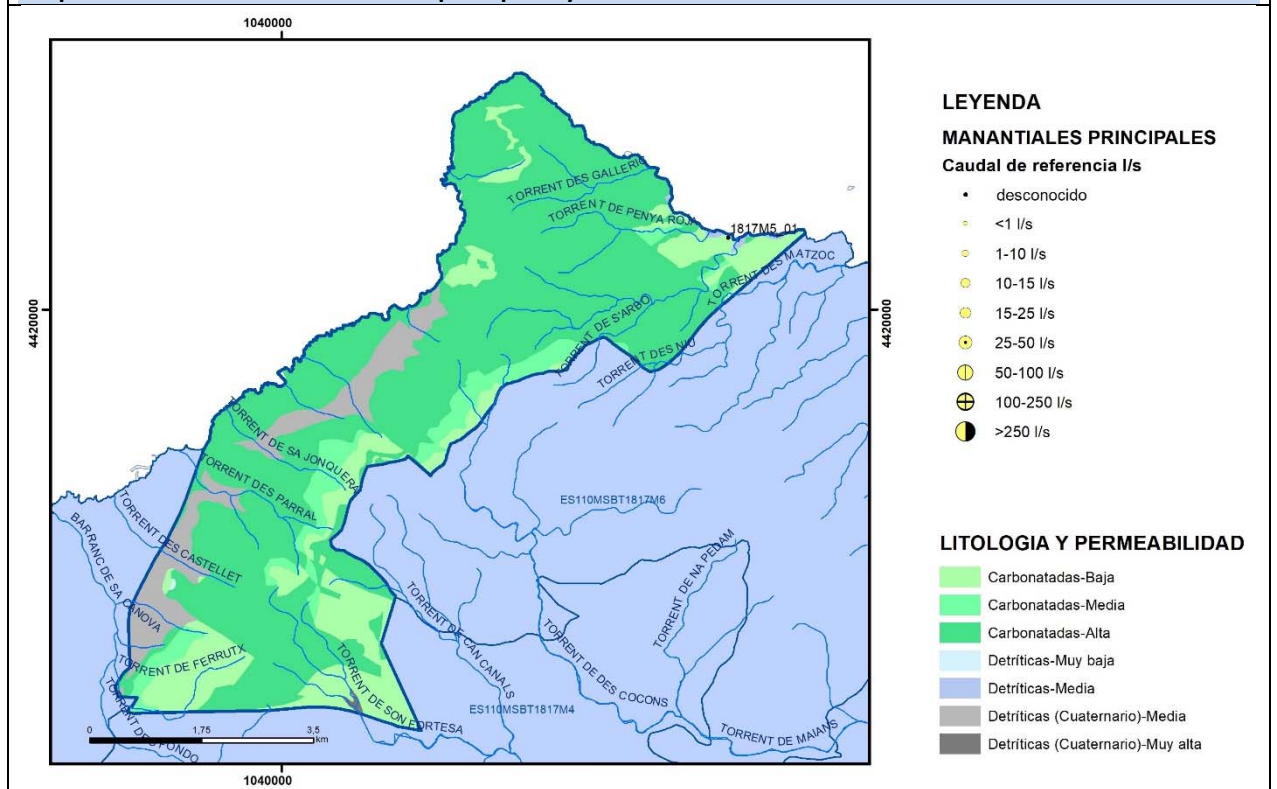 1040000
4420000
4420000
TORRENT DES GALLERIC
TORRENT DE PENYA ROJA
1817M5_01
TORRENT DES MATZOC
TORRENT DE S'ARBO
TORRENT DES NIU
TORRENT DE SA JONQUERA
TORRENT DES PARRAL
TORRENT DES CASTELLET
BARRANC DE SA CANOVA
TORRENT DE FERRUTX
TORRENT DES FONDO
TORRENT DE SON FORTESA
TORRENT DE CAN CANALS
ES110MSBT1817M6
TORRENT DE NA PEDAM
TORRENT DE DES COCONS
ES110MSBT1817M4
TORRENT DE MAIANS
0 1,75 3,5
km
1040000
LEYENDA
MANANTIALES PRINCIPALES
Caudal de referencia l/s
desconocido
<1 l/s
1-10 l/s
10-15 l/s
15-25 l/s
25-50 l/s
50-100 l/s
100-250 l/s
>250 l/s
LITOLOGIA Y PERMEABILIDAD
Carbonatadas-Baja
Carbonatadas-Media
Carbonatadas-Alta
Detríticas-Muy baja
Detríticas-Media
Detríticas (Cuaternario)-Media
Detríticas (Cuaternario)-Muy alta